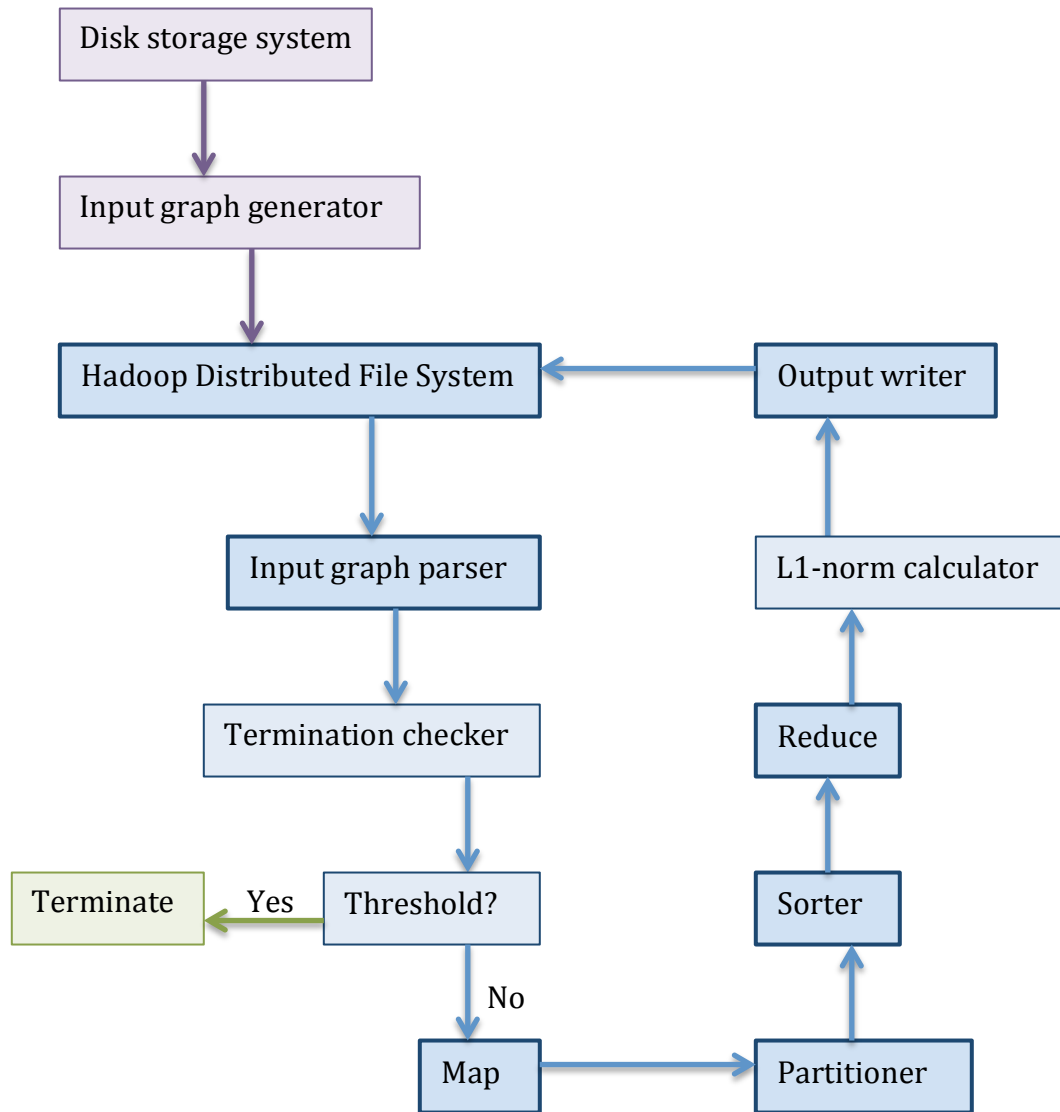 Disk storage system
Input graph generator
Hadoop Distributed File System
Output writer
Input graph parser
L1-norm calculator
Termination checker
Reduce
Terminate
Yes
Threshold?
Sorter
No
Map
Partitioner